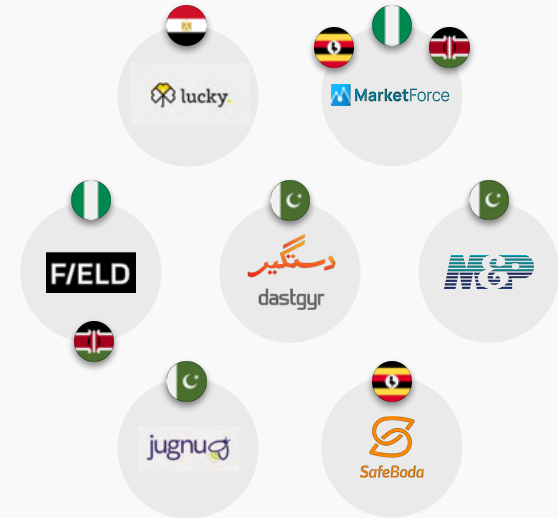 lucky.
MarketForce
F/ELD
دستگیر
dastgyr
M&P
jugnu
SafeBoda